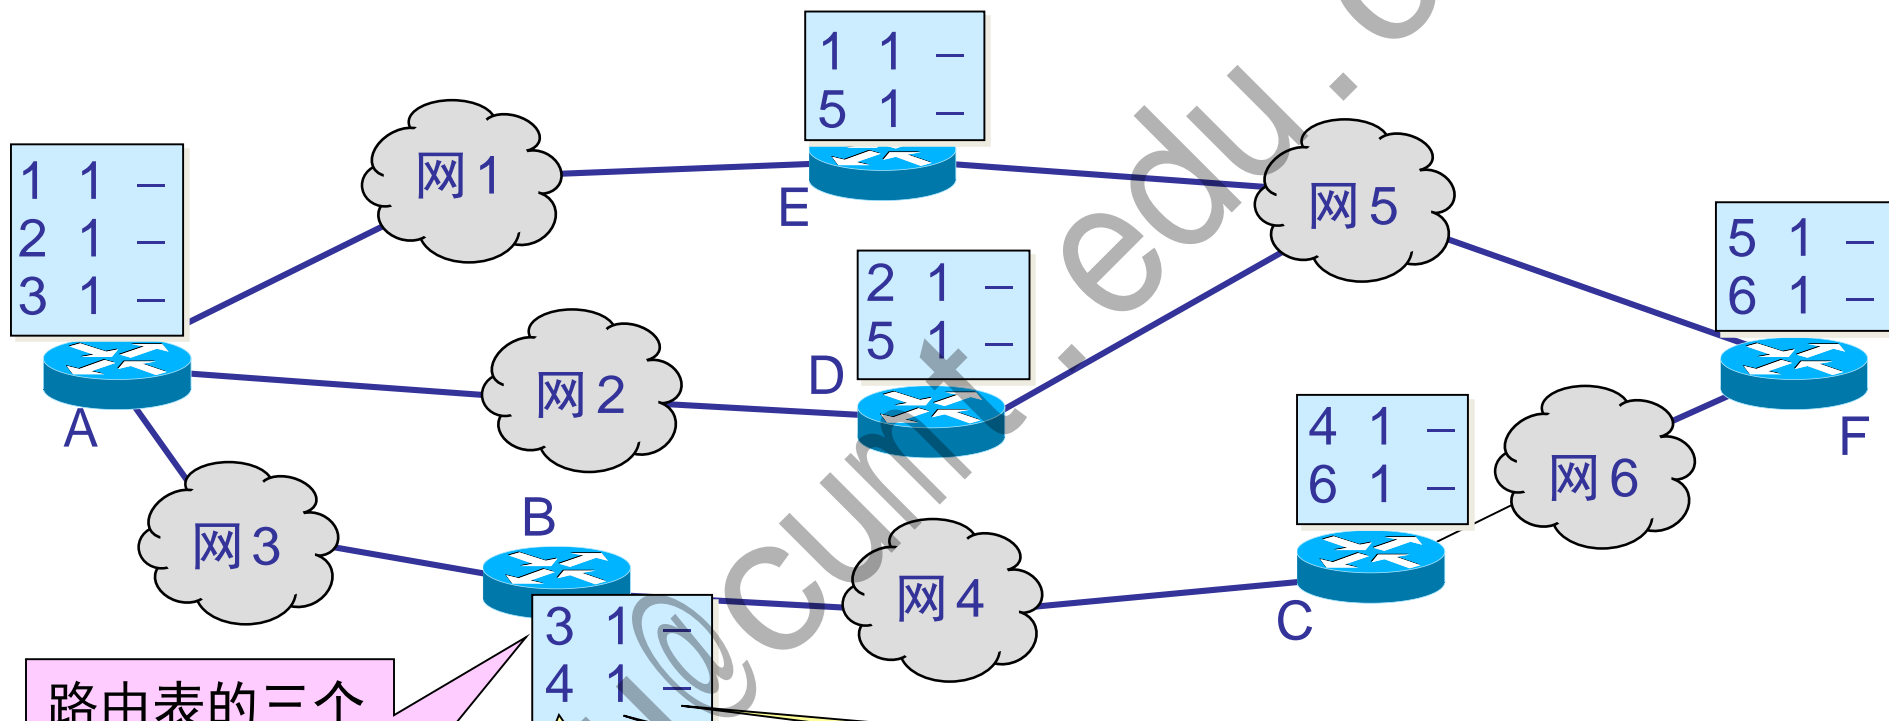 1 1 –
5 1 –
E
1 1 –
2 1 –
3 1 –
A
网1
网5
5 1 –
6 1 –
F
2 1 –
5 1 –
D
网2
4 1 –
6 1 –
C
网6
网3
B
3 1 –
4 1 –
网4
路由表的三个
@cumt.edu.c